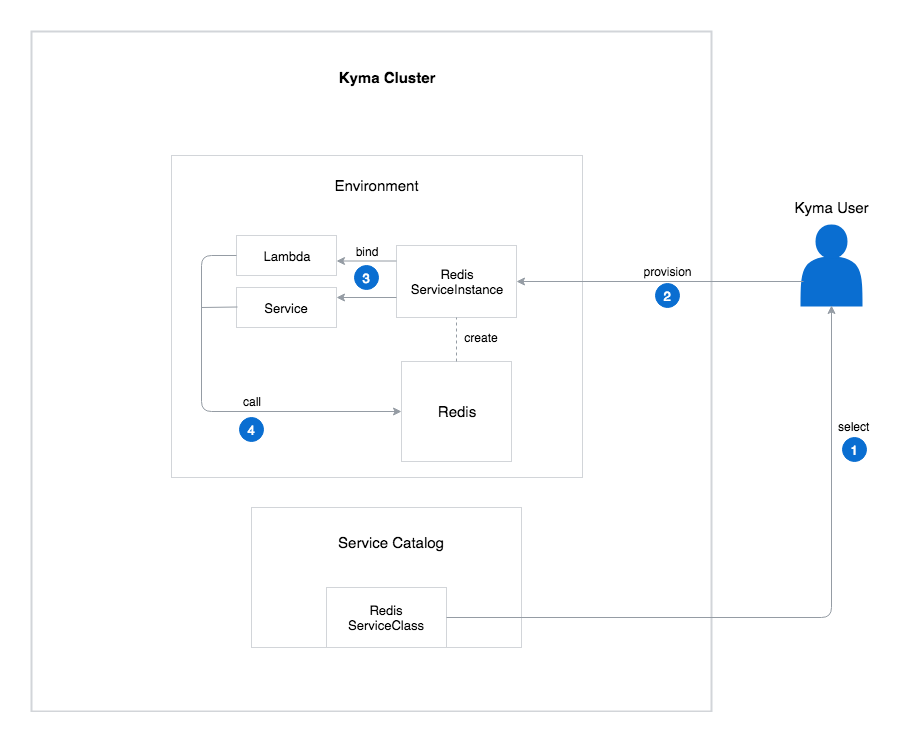 Kyma Cluster
Environment
Kyma User
Lambda
bind
3
Redis
ServiceInstance
provision
2
Service
create
call
4
Redis
select
1
Service Catalog
Redis
ServiceClass